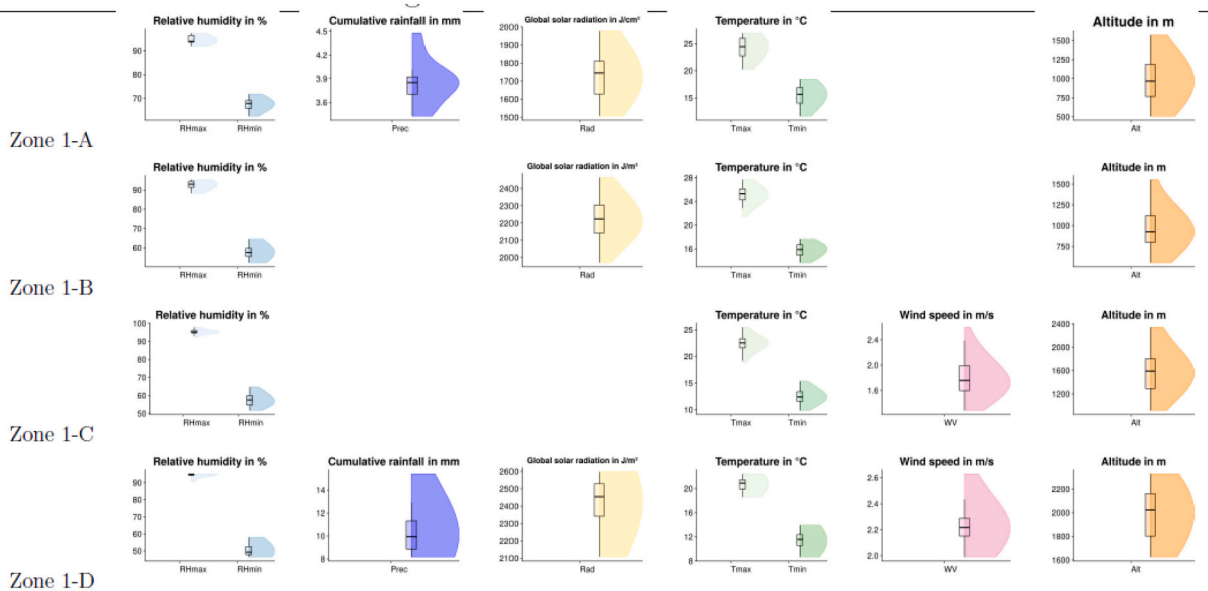 Relative humidity in % Cumulative rainfall in mm Global solar radiation in J/cm² Temperature in °C Altitude in m
90 70 4.5 4.2 3.9 3.6 2000 1900 1800 1700 1600 1500 25 20 15 1500 1250 1000 750 500
RHmax RHmin Prec Rad Tmax Tmin Alt
Zone 1-A
Relative humidity in % Global solar radiation in J/m² Temperature in °C Altitude in m
90 80 70 60 2400 2300 2200 2100 2000 28 24 20 16 1500 1250 1000 750
RHmax RHmin Rad Tmax Tmin Alt
Zone 1-B
Relative humidity in % Temperature in °C Wind speed in m/s Altitude in m
100 90 80 70 60 50 25 20 15 10 2.4 2.0 1.6 2400 2000 1600 1200
RHmax RHmin Tmax Tmin WV Alt
Zone 1-C
Relative humidity in % Cumulative rainfall in mm Global solar radiation in J/m² Temperature in °C Wind speed in m/s Altitude in m
90 80 70 60 50 14 12 10 8 2600 2500 2400 2300 2200 2100 20 16 12 8 2.6 2.4 2.2 2.0 2200 2000 1800
RHmax RHmin Prec Rad Tmax Tmin WV Alt
Zone 1-D